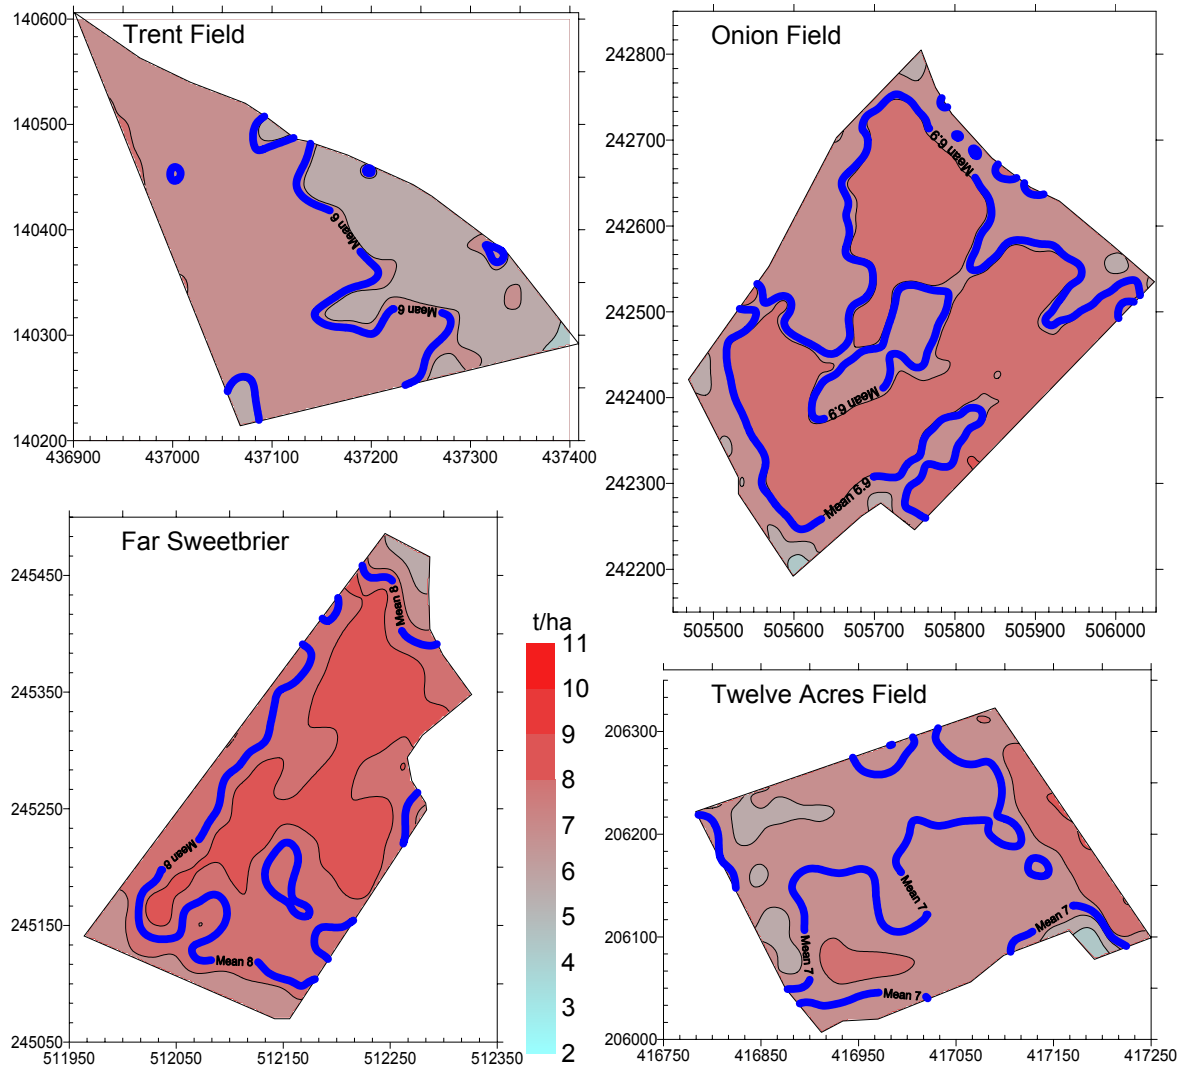 Trent Field
140600
140500
140400
140300
140200
436900 437000 437100 437200 437300 437400
Mean 6
Mean 6
Onion Field
242800
242700
242600
242500
242400
242300
242200
505500 505600 505700 505800 505900 506000
Mean 6.9
Mean 6.9
Mean 6.9
Far Sweetbrier
245450
245350
245250
245150
245050
511950 512050 512150 512250 512350
Mean 8
Mean 8
Mean 8
t/ha
11
10
9
8
7
6
5
4
3
2
Twelve Acres Field
206300
206200
206100
206000
416750 416850 416950 417050 417150 417250
Mean 7
Mean 7
Mean 7
Mean 7